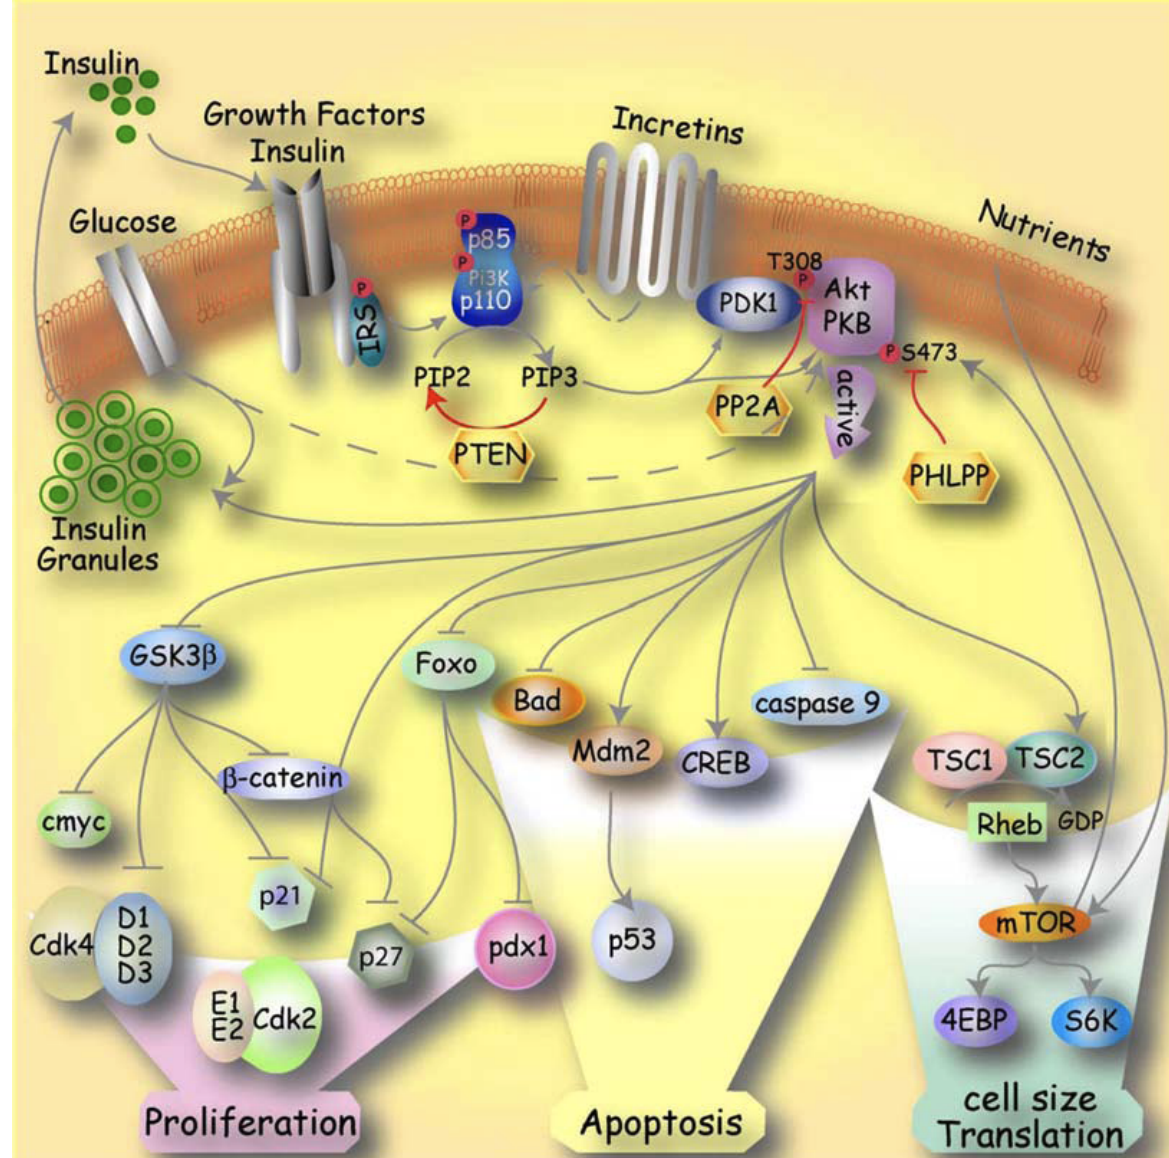 Insulin
Growth Factors
Insulin
Incretins
Glucose
Nutrients
P
p85
P
Pi3K
p110
P
IRS
PIP2
PIP3
PTEN
PDK1
T308
P
Akt
PKB
P
S473
active
PP2A
PHLPP
Insulin
Granules
GSK3β
Foxo
Bad
Mdm2
CREB
caspase 9
TSC1
TSC2
Rheb
GDP
β-catenin
cmyc
p21
p27
pdx1
p53
mTOR
4EBP
S6K
Cdk4
D1
D2
D3
E1
E2
Cdk2
Proliferation
Apoptosis
cell size
Translation